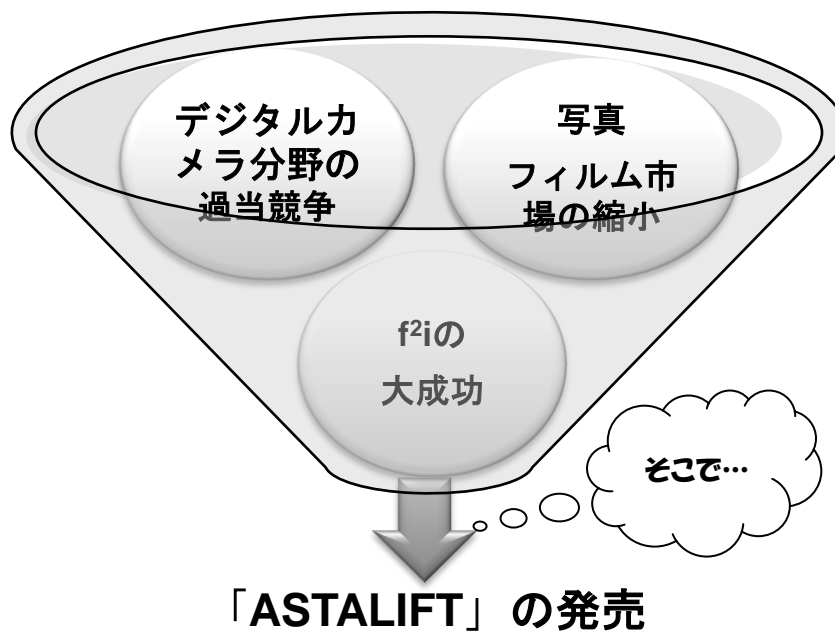 デジタルカ
メラ分野の
過当競争
写真
フィルム市
場の縮小
f²iの
大成功
そこで…
「ASTALIFT」の発売